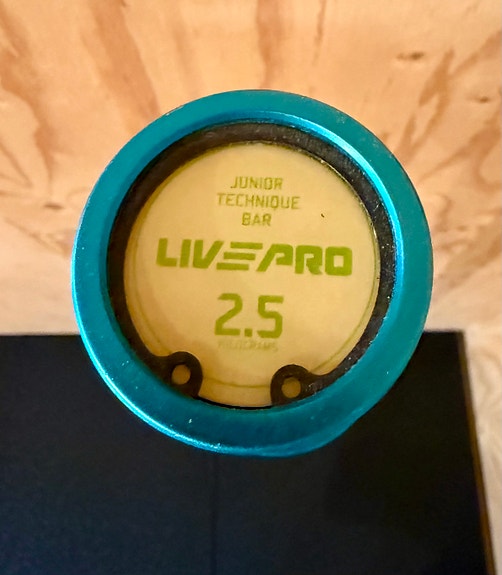 JUNIOR
TECHNIQUE
BAR
LIVEPRO
2.5
KILOGRAMS